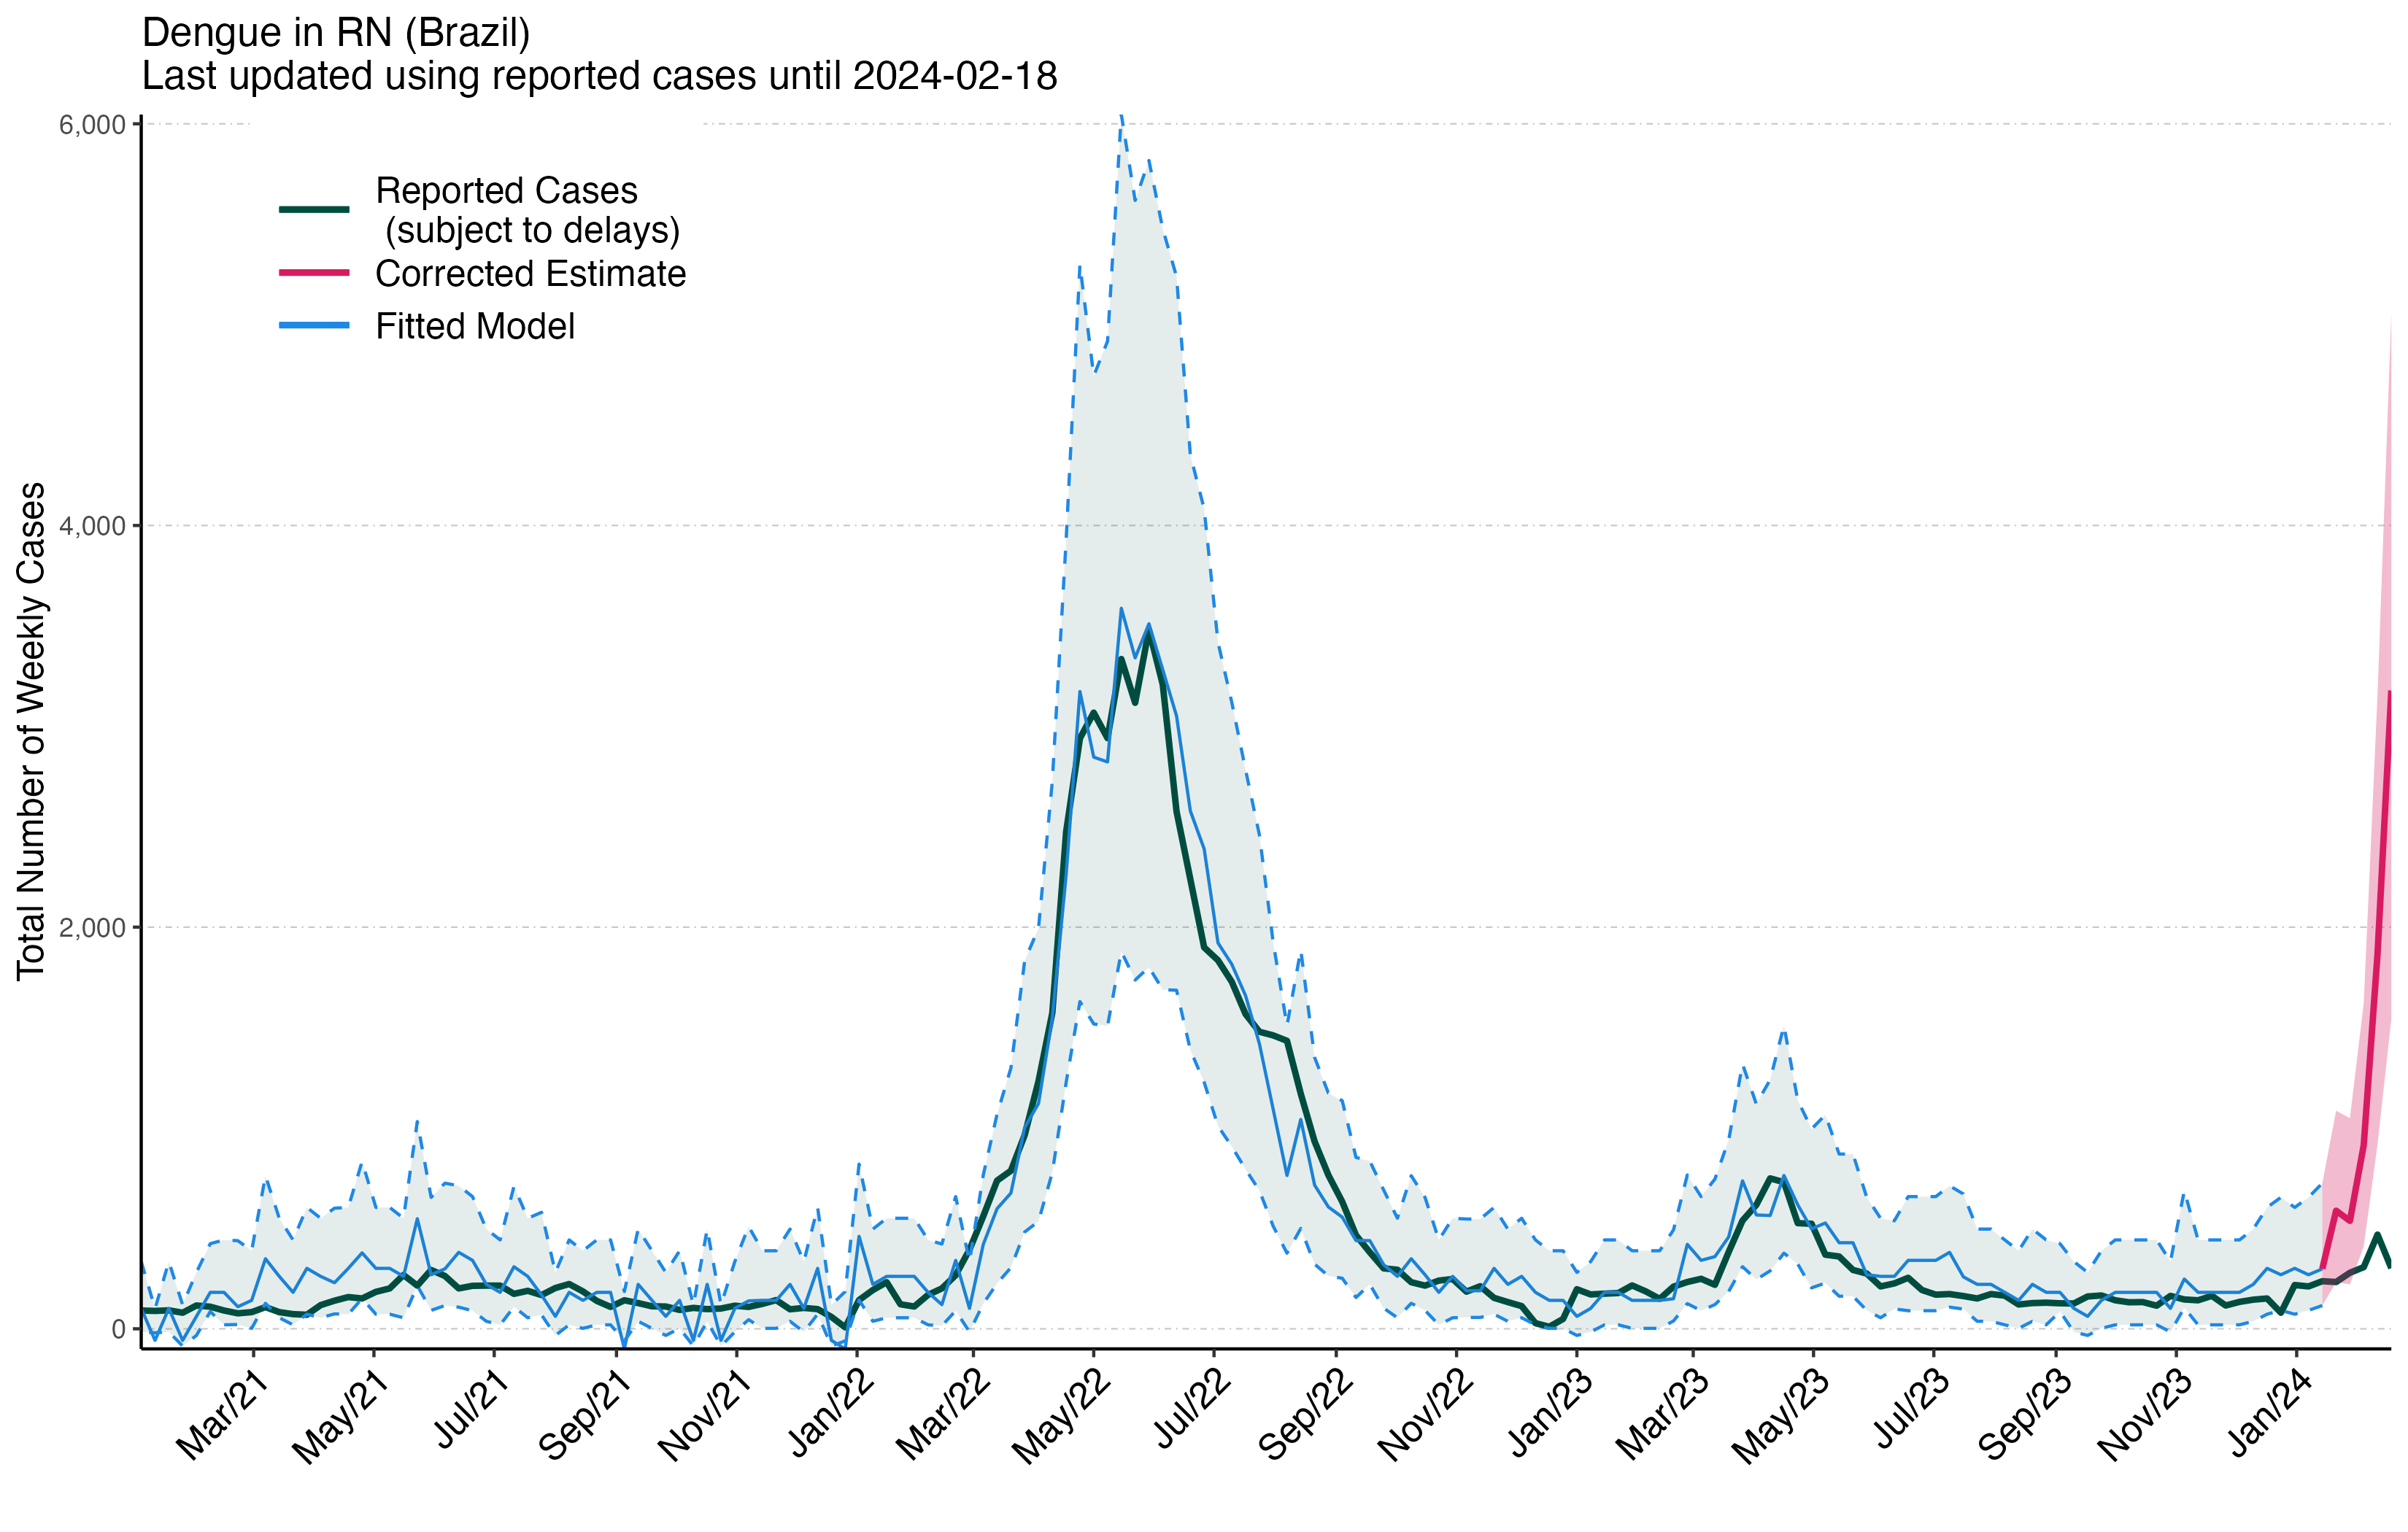 Dengue in RN (Brazil)
Last updated using reported cases until 2024-02-18
6,000
4,000
2,000
0
Total Number of Weekly Cases
Reported Cases
(subject to delays)
Corrected Estimate
Fitted Model
Mar/21
May/21
Jul/21
Sep/21
Nov/21
Jan/22
Mar/22
May/22
Jul/22
Sep/22
Nov/22
Jan/23
Mar/23
May/23
Jul/23
Sep/23
Nov/23
Jan/24